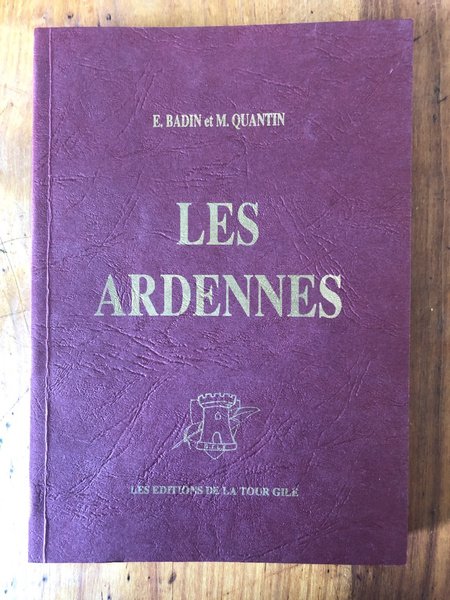 E. BADIN et M. QUANTIN
LES
ARDENNES
LES EDITIONS DE LA TOUR GILE